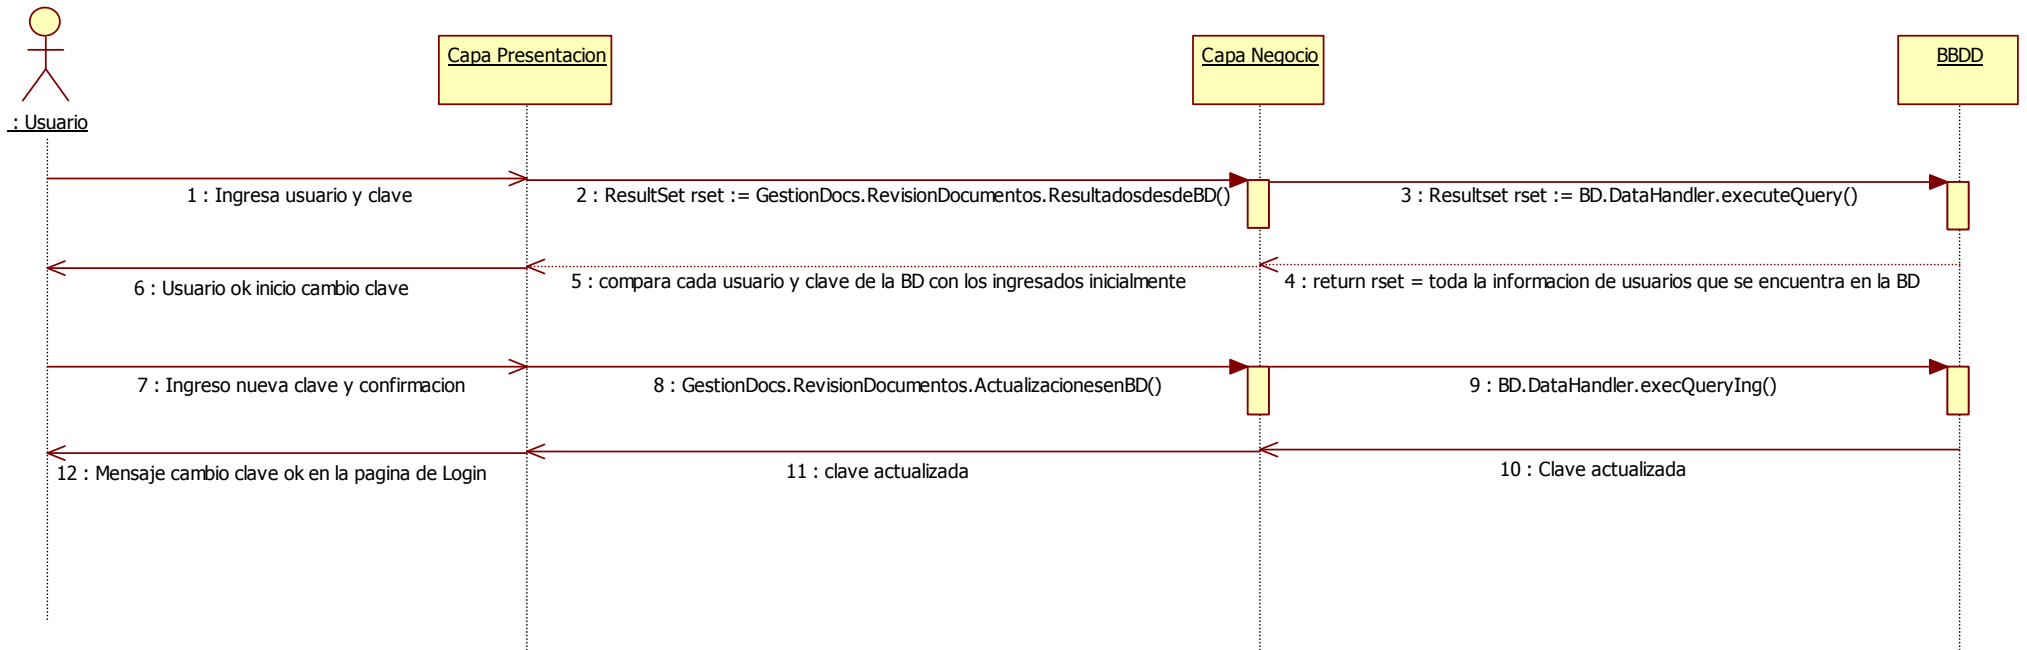 Capa Presentacion
Capa Negocio
BBDD
: Usuario
1 : Ingresa usuario y clave
2 : ResultSet rset := GestionDocs.RevisionDocumentos.ResultadosdesdeBD()
3 : Resultset rset := BD.DataHandler.executeQuery()
6 : Usuario ok inicio cambio clave
5 : compara cada usuario y clave de la BD con los ingresados inicialmente
4 : return rset = toda la informacion de usuarios que se encuentra en la BD
7 : Ingreso nueva clave y confirmacion
8 : GestionDocs.RevisionDocumentos.ActualizacionesenBD()
9 : BD.DataHandler.execQueryIng()
12 : Mensaje cambio clave ok en la pagina de Login
11 : clave actualizada
10 : Clave actualizada